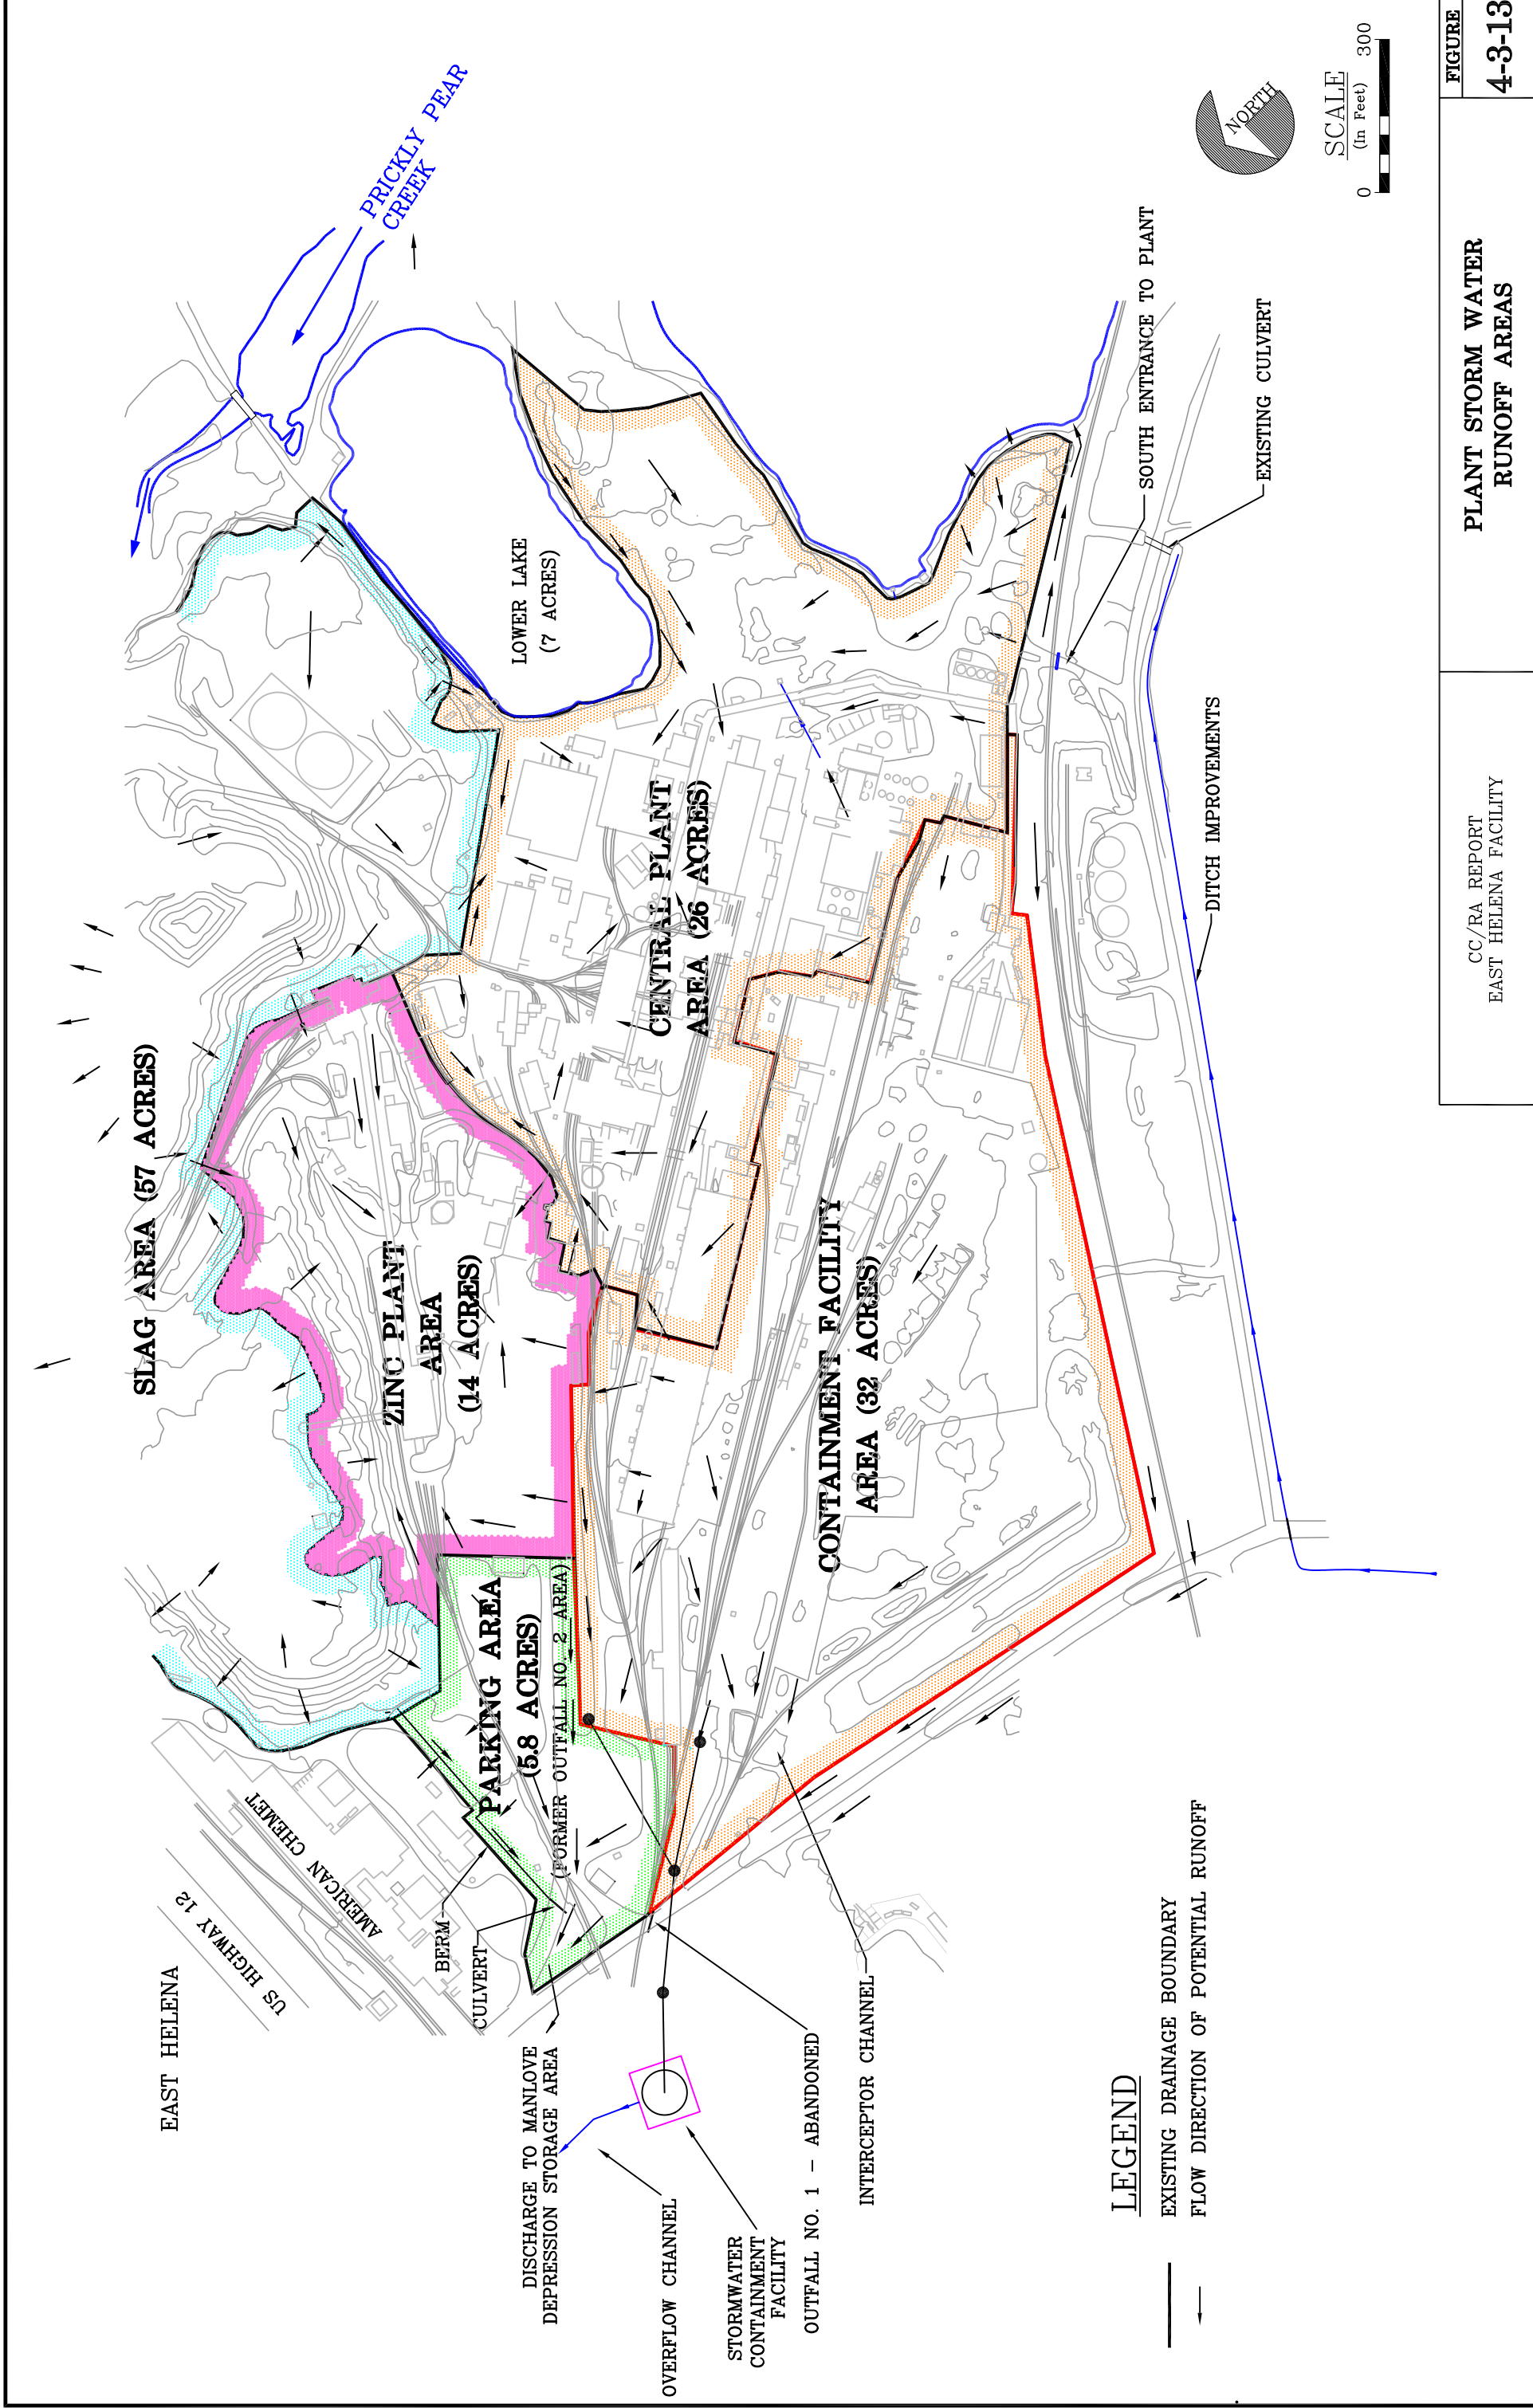 EAST HELENA
US HIGHWAY 12
AMERICAN CHEMET
SLAG AREA (57 ACRES)
PRICKLY PEAR
CREEK
BERM
CULVERT
ZINC PLANT
AREA
(14 ACRES)
LOWER LAKE
(7 ACRES)
DISCHARGE TO MANLOVE
DEPRESSION STORAGE AREA
PARKING AREA
(5.8 ACRES)
(FORMER OUTFALL NO. 2 AREA)
CENTRAL PLANT
AREA (26 ACRES)
OVERFLOW CHANNEL
STORMWATER
CONTAINMENT
FACILITY
OUTFALL NO. 1 - ABANDONED
INTERCEPTOR CHANNEL
CONTAINMENT FACILITY
AREA (32 ACRES)
SOUTH ENTRANCE TO PLANT
EXISTING CULVERT
DITCH IMPROVEMENTS
LEGEND
EXISTING DRAINAGE BOUNDARY
FLOW DIRECTION OF POTENTIAL RUNOFF
NORTH
SCALE
(In Feet)
0 300
CC/RA REPORT
EAST HELENA FACILITY
PLANT STORM WATER
RUNOFF AREAS
FIGURE
4-3-13